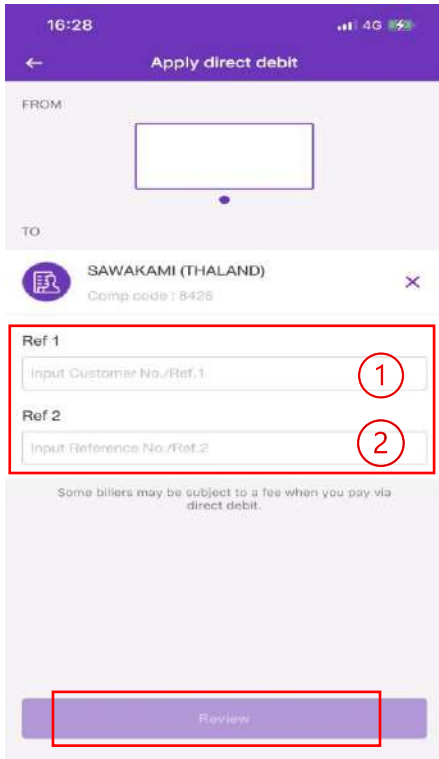 16:28
4G
Apply direct debit
FROM
TO
SAWAKAMI (THALAND)
Comp code : 8426
Ref 1
Input Customer No./Ref.1
1
Ref 2
Input Reference No./Ref.2
2
Some billers may be subject to a fee when you pay via
direct debit.
Review